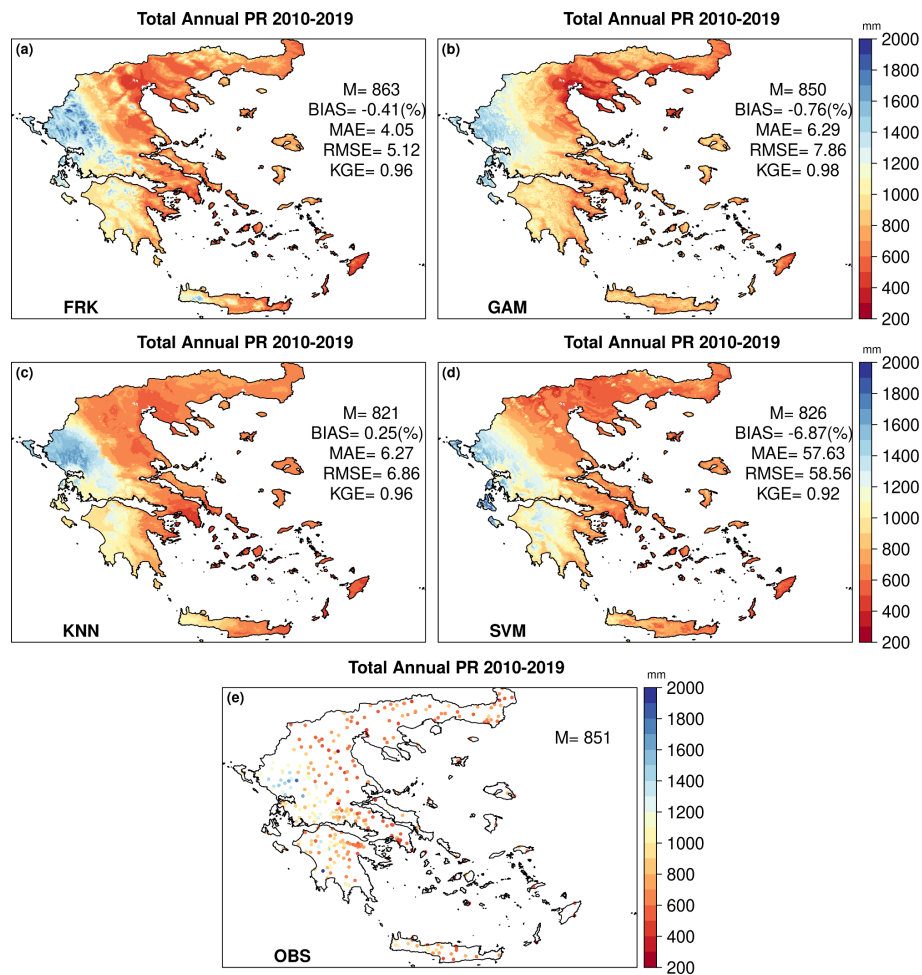 Total Annual PR 2010-2019
(a)
M= 863
BIAS= -0.41(%)
MAE= 4.05
RMSE= 5.12
KGE= 0.96
FRK
Total Annual PR 2010-2019
(b)
M= 850
BIAS= -0.76(%)
MAE= 6.29
RMSE= 7.86
KGE= 0.98
GAM
mm
2000
1800
1600
1400
1200
1000
800
600
400
200
Total Annual PR 2010-2019
(c)
M= 821
BIAS= 0.25(%)
MAE= 6.27
RMSE= 6.86
KGE= 0.96
KNN
Total Annual PR 2010-2019
(d)
M= 826
BIAS= -6.87(%)
MAE= 57.63
RMSE= 58.56
KGE= 0.92
SVM
mm
2000
1800
1600
1400
1200
1000
800
600
400
200
Total Annual PR 2010-2019
(e)
M= 851
OBS
mm
2000
1800
1600
1400
1200
1000
800
600
400
200